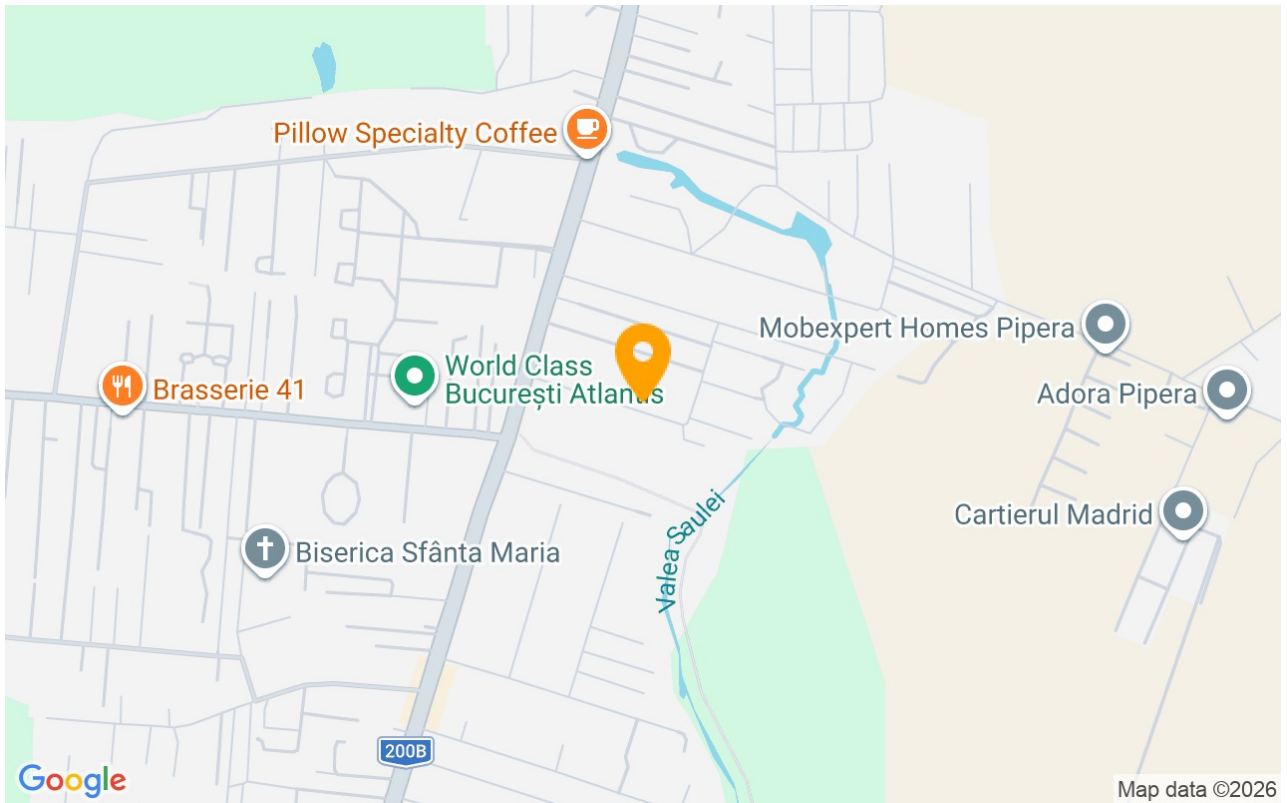 Pillow Specialty Coffee
Mobexpert Homes Pipera
World Class
București Atlantis
Brasserie 41
Adora Pipera
Valea Saulei
Cartierul Madrid
Biserica Sfânta Maria
200B
Google
Map data ©2026